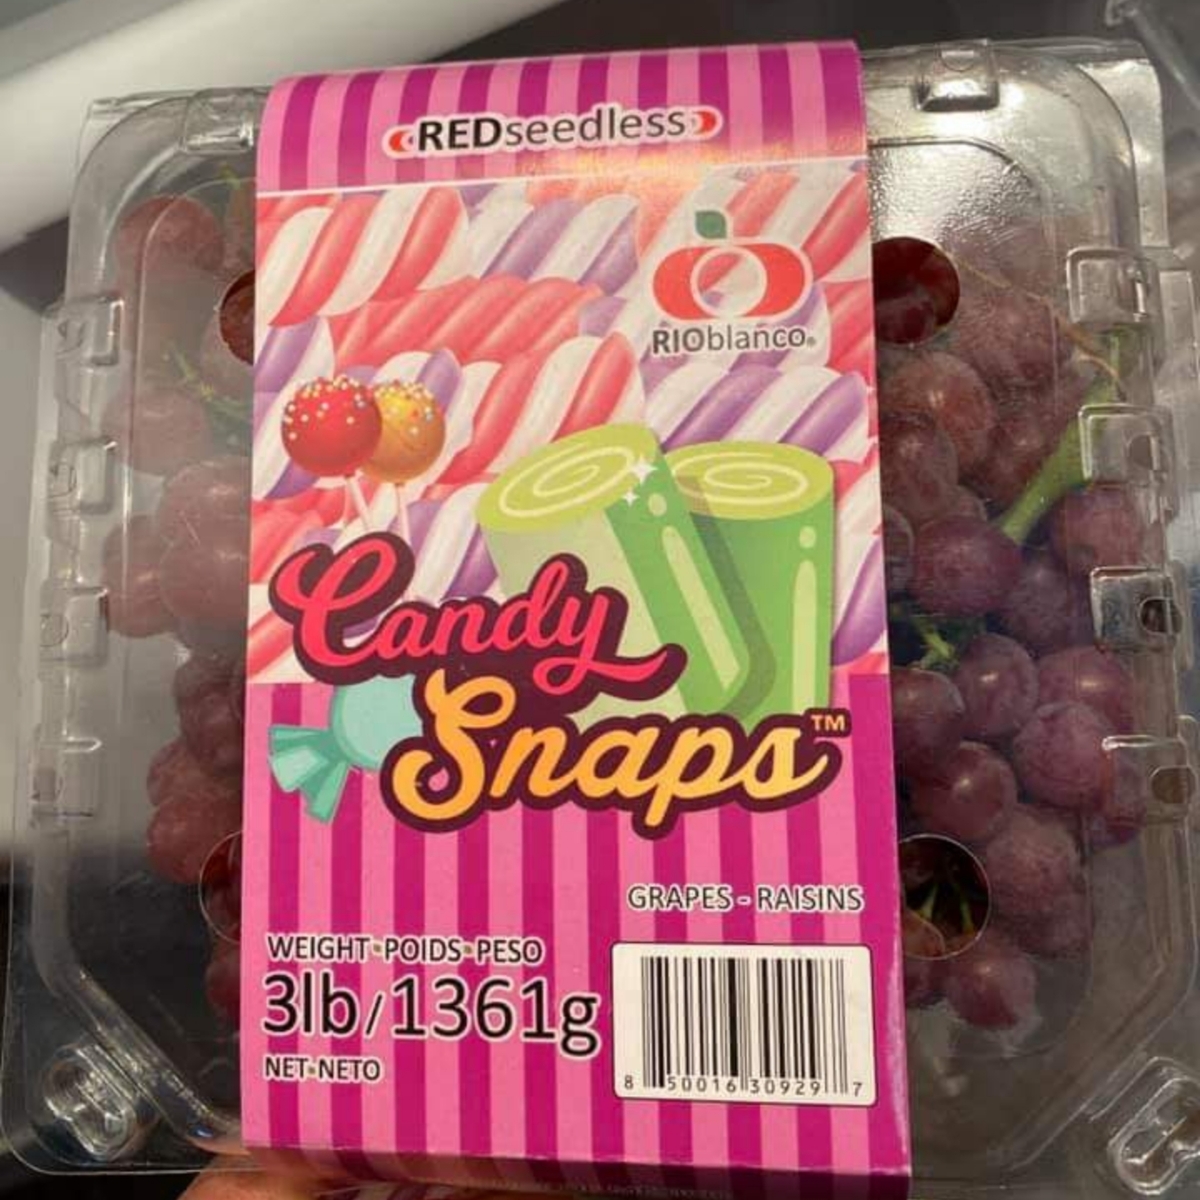 REDseedless
RIOblanco®
Candy
Snaps™
GRAPES - RAISINS
WEIGHT•POIDS•PESO
3lb/1361g
NET•NETO
8 50016 30929 7